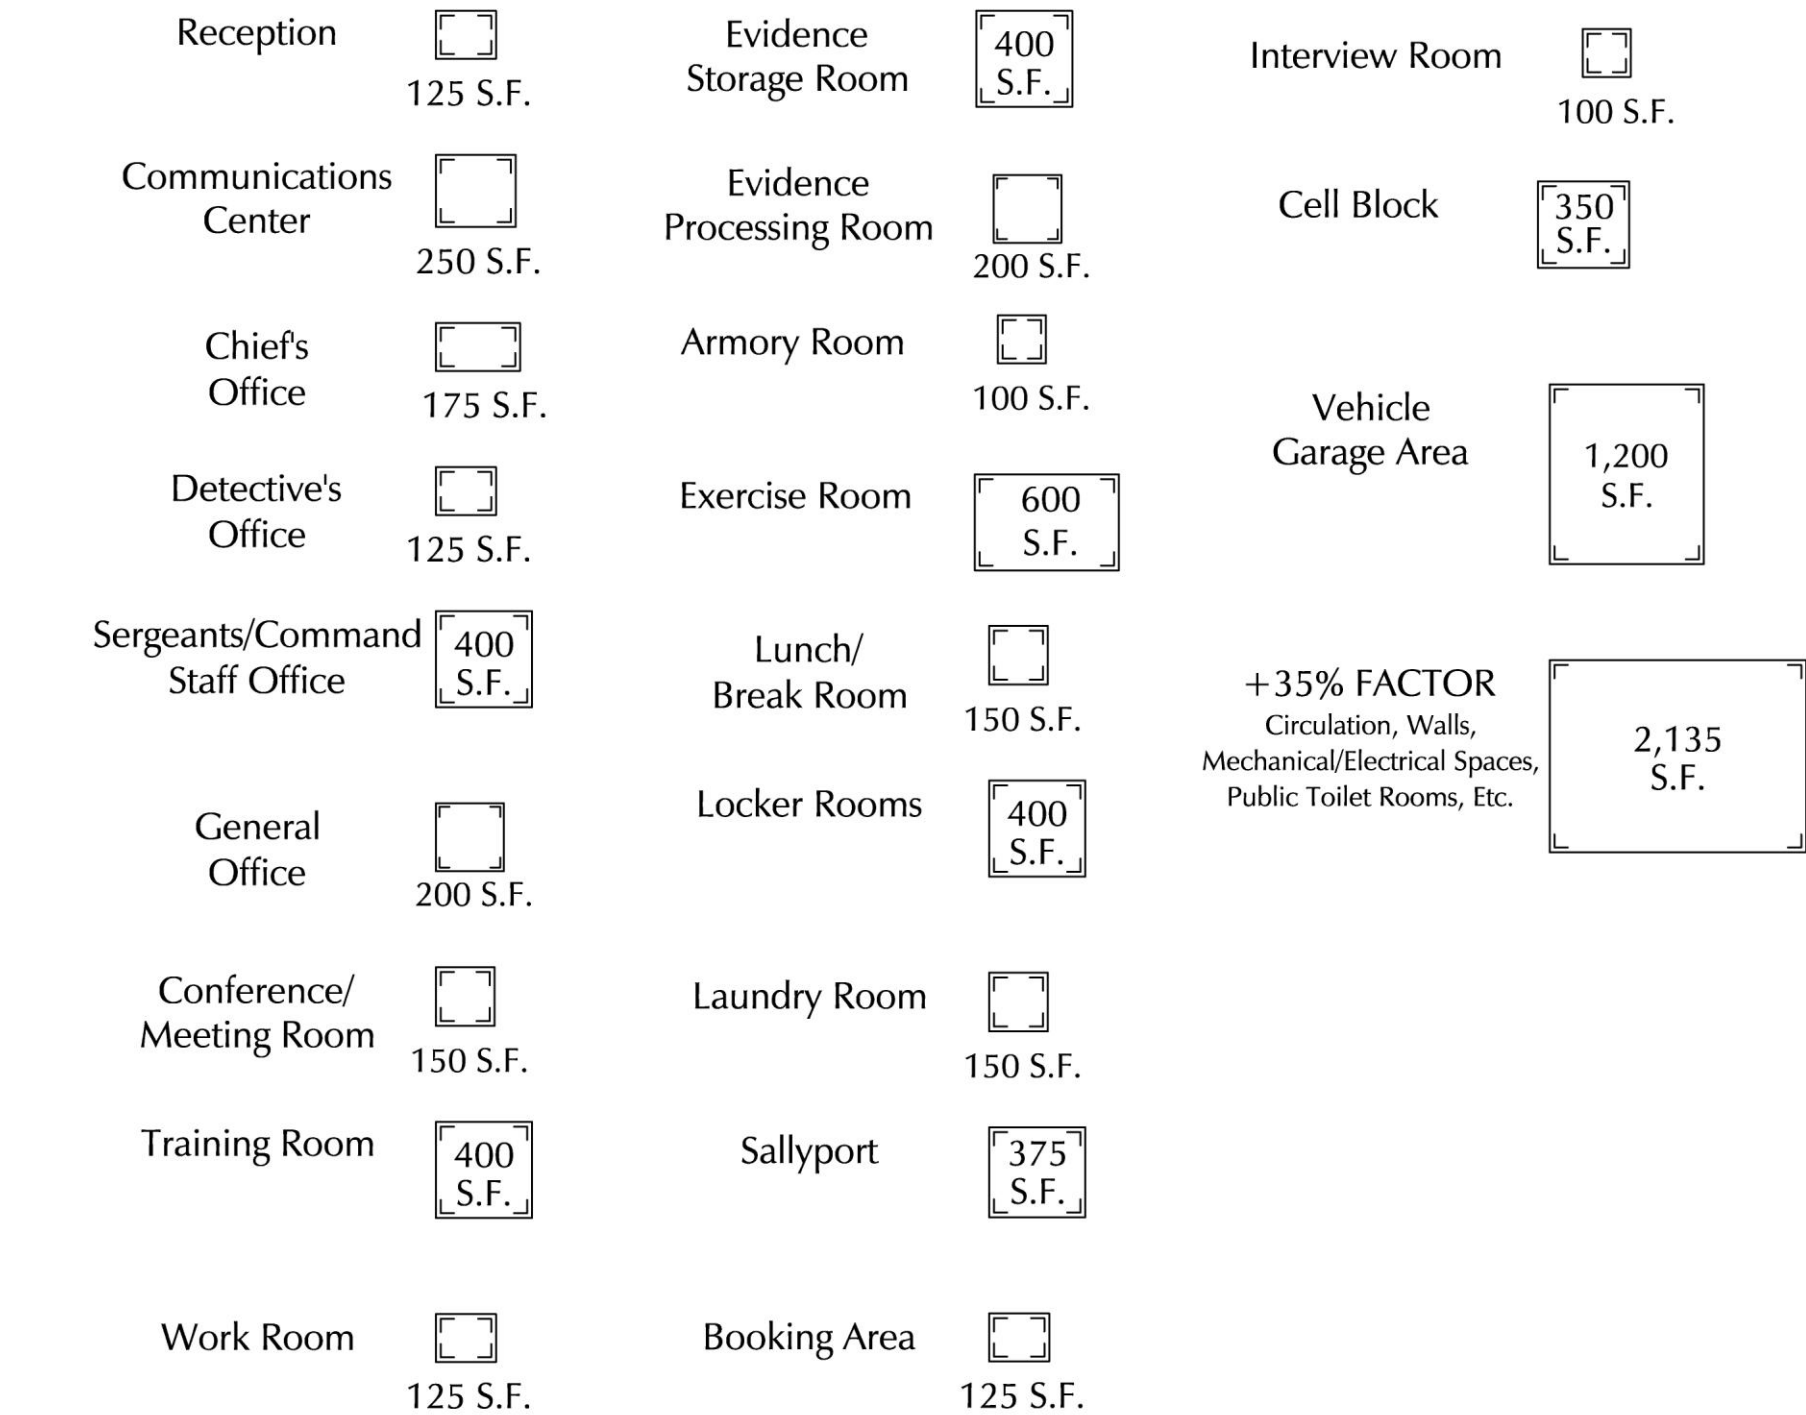 Reception
125 S.F.
Communications
Center
250 S.F.
Chief's
Office
175 S.F.
Detective's
Office
125 S.F.
Sergeants/Command
Staff Office
400
S.F.
General
Office
200 S.F.
Conference/
Meeting Room
150 S.F.
Training Room
400
S.F.
Work Room
125 S.F.
Evidence
Storage Room
400
S.F.
Evidence
Processing Room
200 S.F.
Armory Room
100 S.F.
Exercise Room
600
S.F.
Lunch/
Break Room
150 S.F.
Locker Rooms
400
S.F.
Laundry Room
150 S.F.
Sallyport
375
S.F.
Booking Area
125 S.F.
Interview Room
100 S.F.
Cell Block
350
S.F.
Vehicle
Garage Area
1,200
S.F.
+35% FACTOR
Circulation, Walls,
Mechanical/Electrical Spaces,
Public Toilet Rooms, Etc.
2,135
S.F.